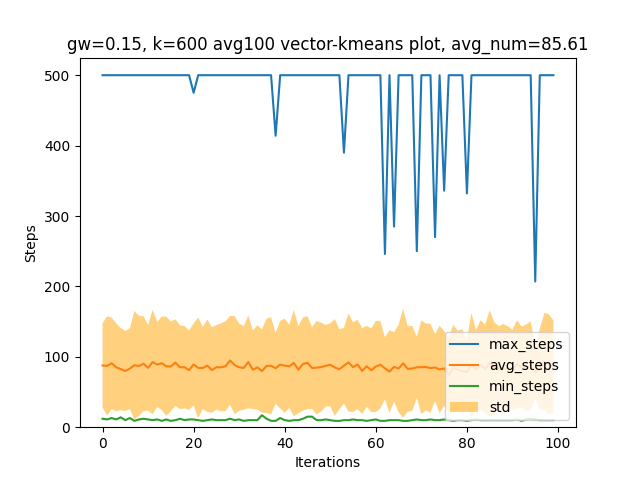 gw=0.15, k=600 avg100 vector-kmeans plot, avg_num=85.61
500
400
300
200
100
0
Steps
max_steps
avg_steps
min_steps
std
0 20 40 60 80 100
Iterations